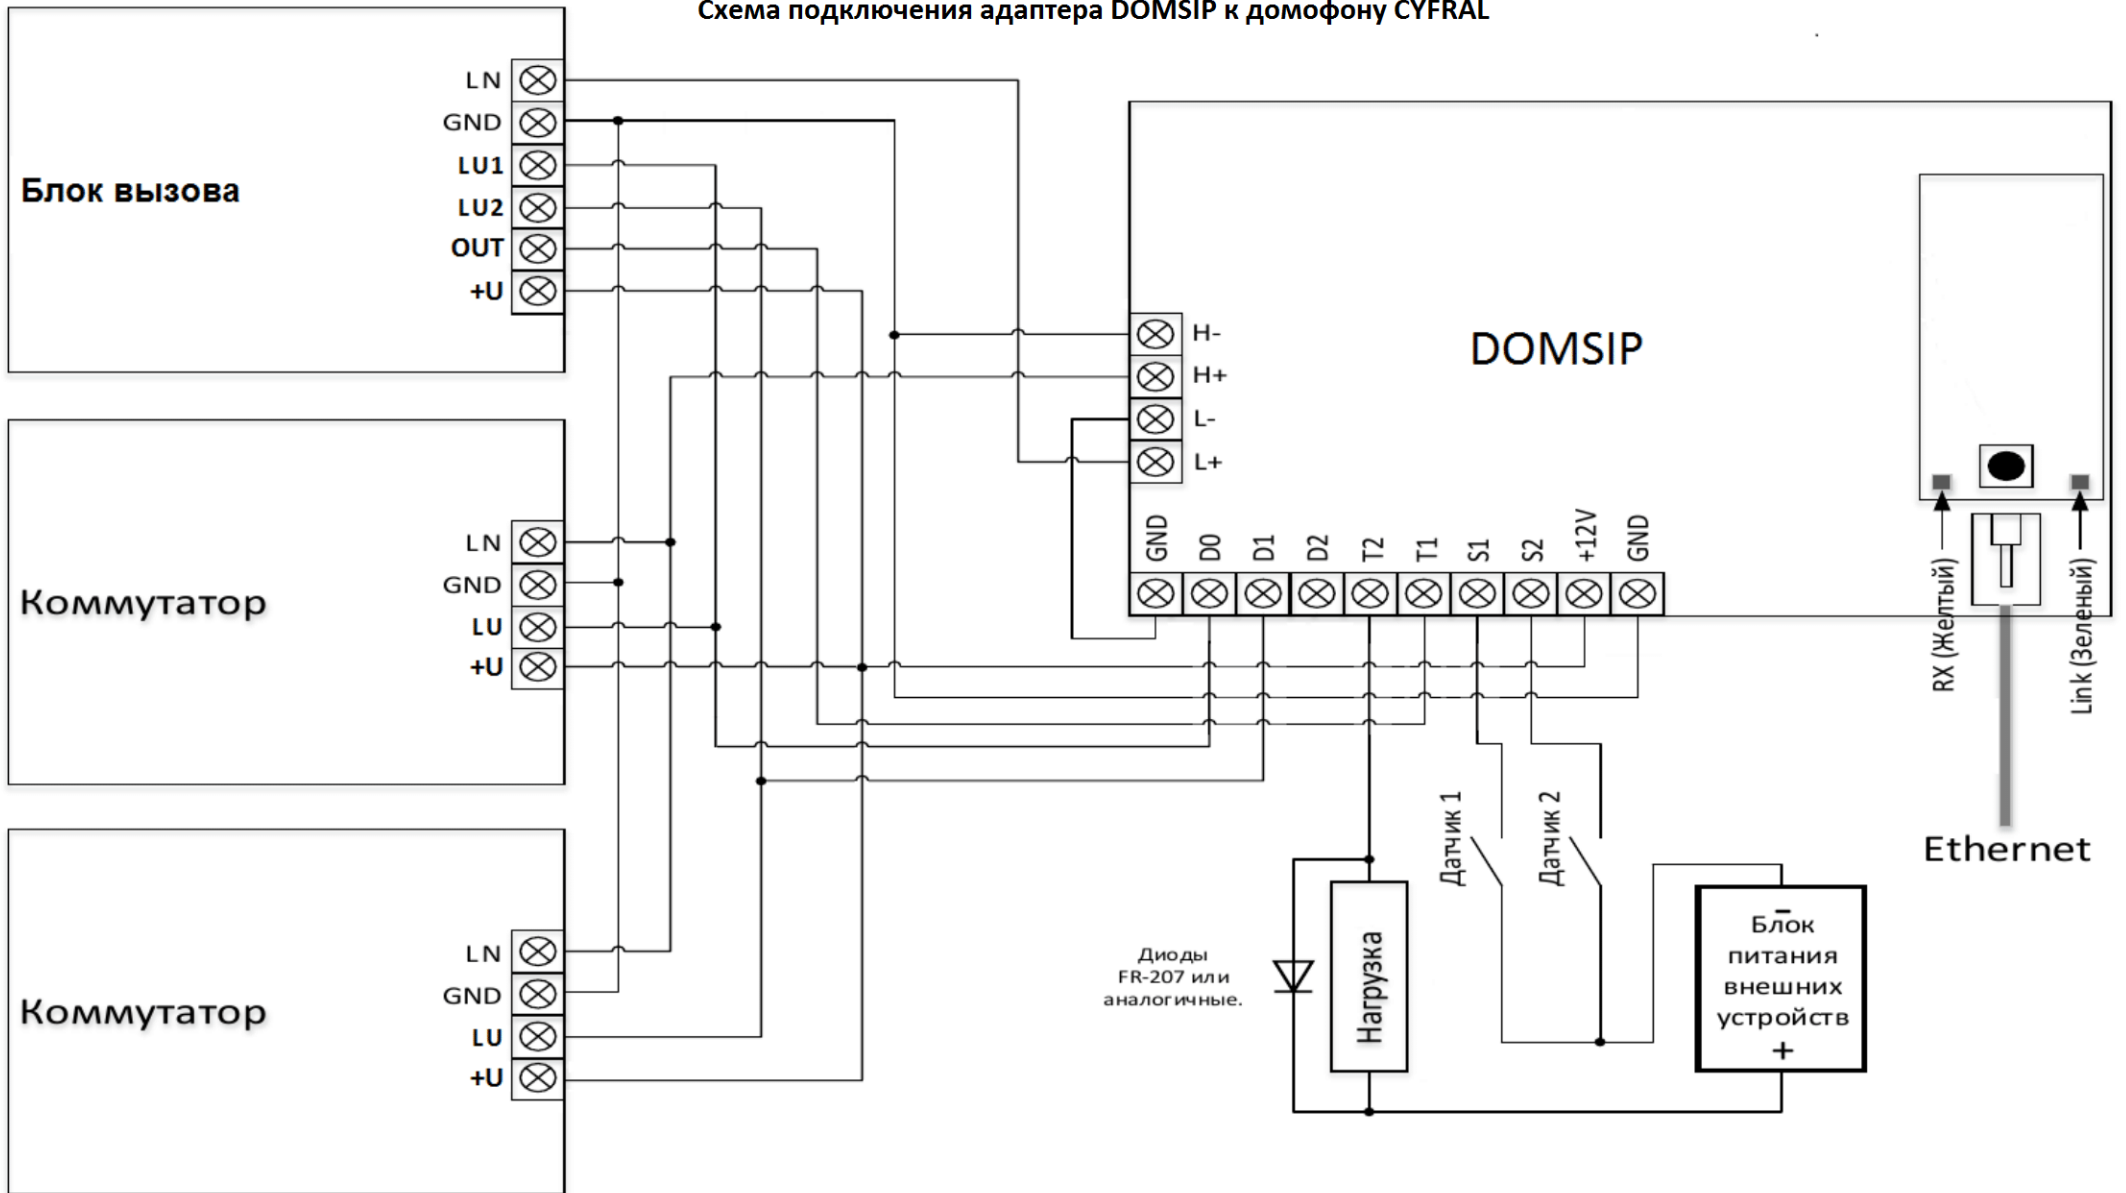 Схема подключения адаптера DOMSIP к домофону CYFRAL
Блок вызова
LN
GND
LU1
LU2
OUT
+U
Коммутатор
LN
GND
LU
+U
Коммутатор
LN
GND
LU
+U
DOMSIP
H-
H+
L-
L+
GND
D0
D1
D2
T2
T1
S1
S2
+12V
GND
RX (Желтый)
Link (Зеленый)
Ethernet
Датчик 1
Датчик 2
Диоды
FR-207 или
аналогичные.
Нагрузка
–
Блок
питания
внешних
устройств
+